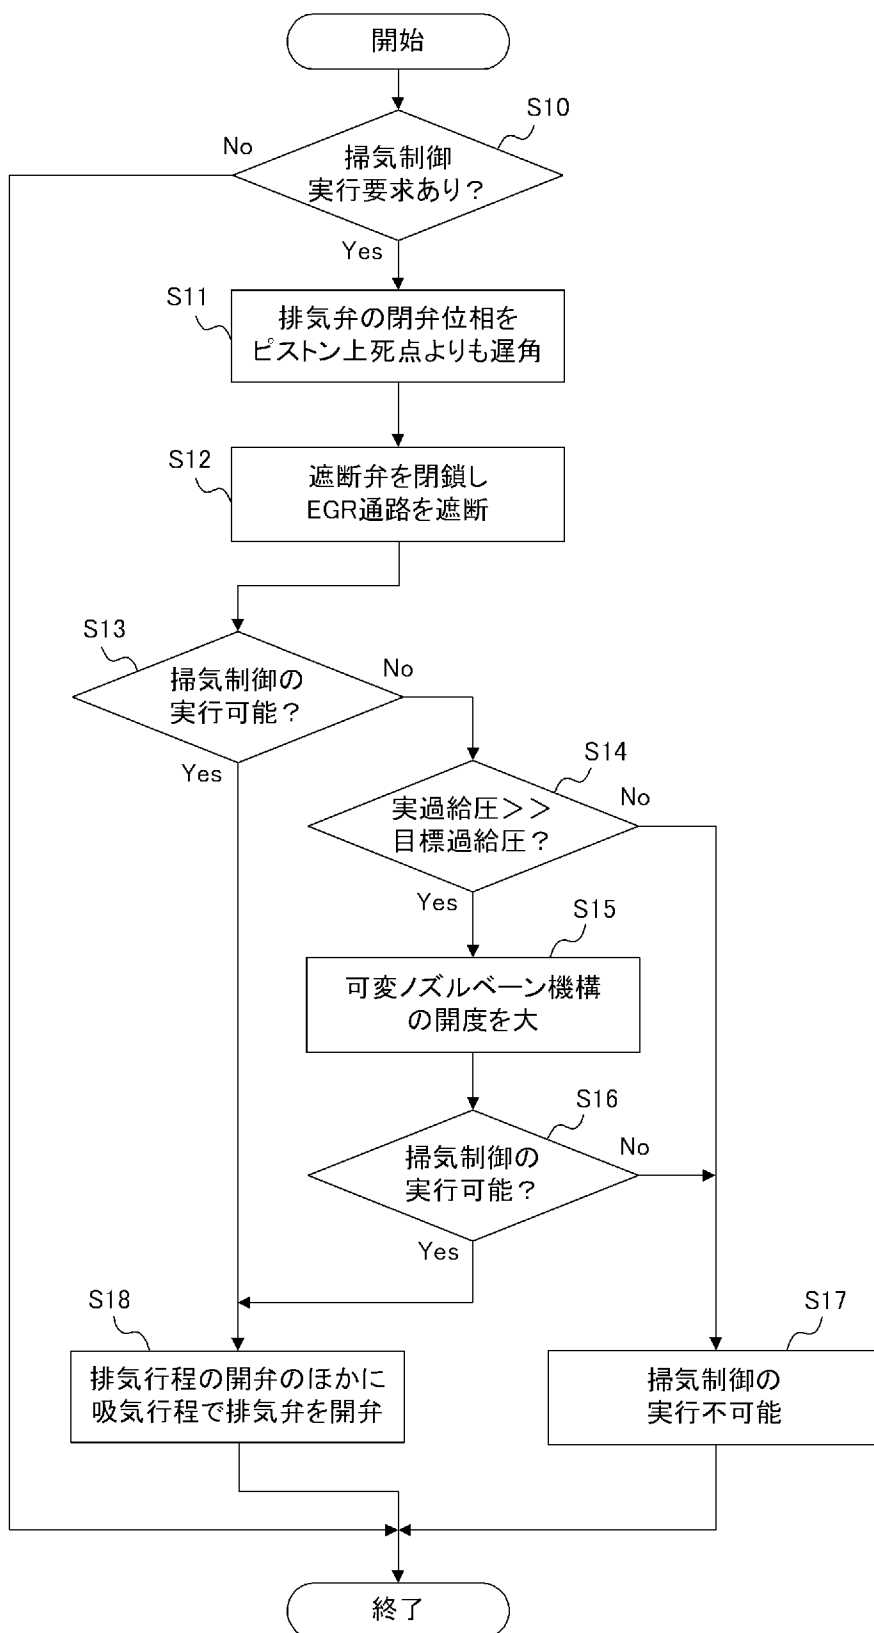 開始
S10
No
掃気制御
実行要求あり?
Yes
S11
排気弁の閉弁位相を
ピストン上死点よりも遅角
S12
遮断弁を閉鎖し
EGR通路を遮断
S13
掃気制御の
実行可能?
No
Yes
S14
実過給圧>>
目標過給圧?
No
Yes
S15
可変ノズルベーン機構
の開度を大
S16
掃気制御の
実行可能?
No
Yes
S18
排気行程の開弁のほかに
吸気行程で排気弁を開弁
S17
掃気制御の
実行不可能
終了